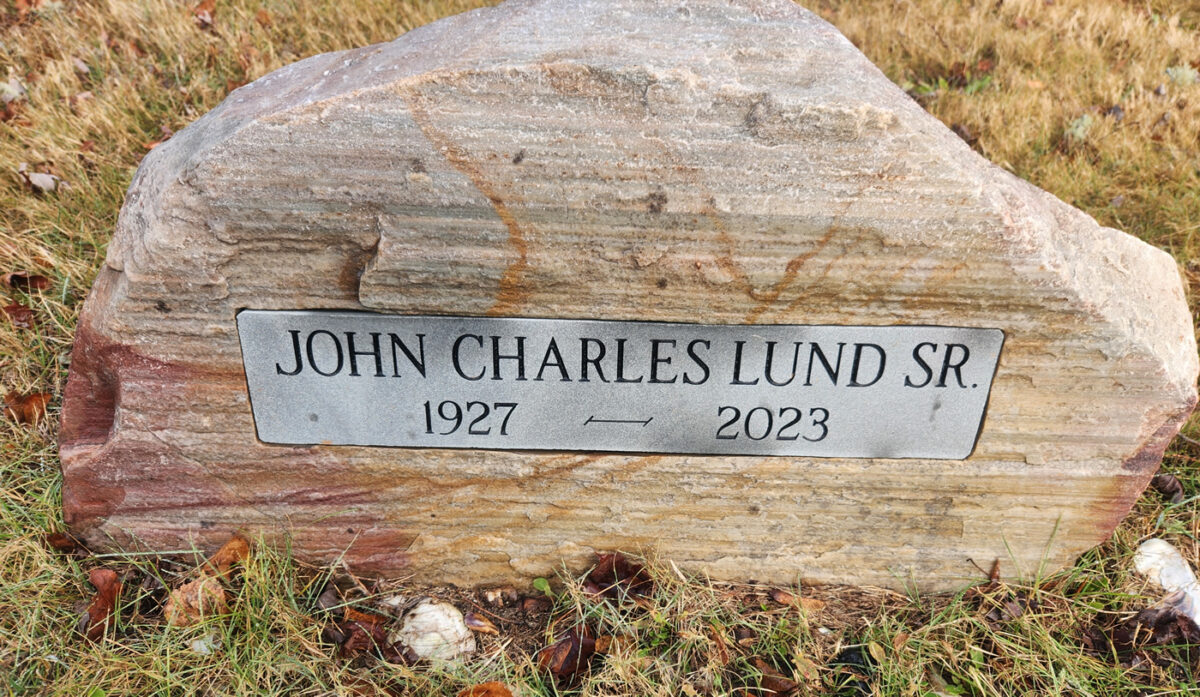 JOHN CHARLES LUND SR.
1927 — 2023